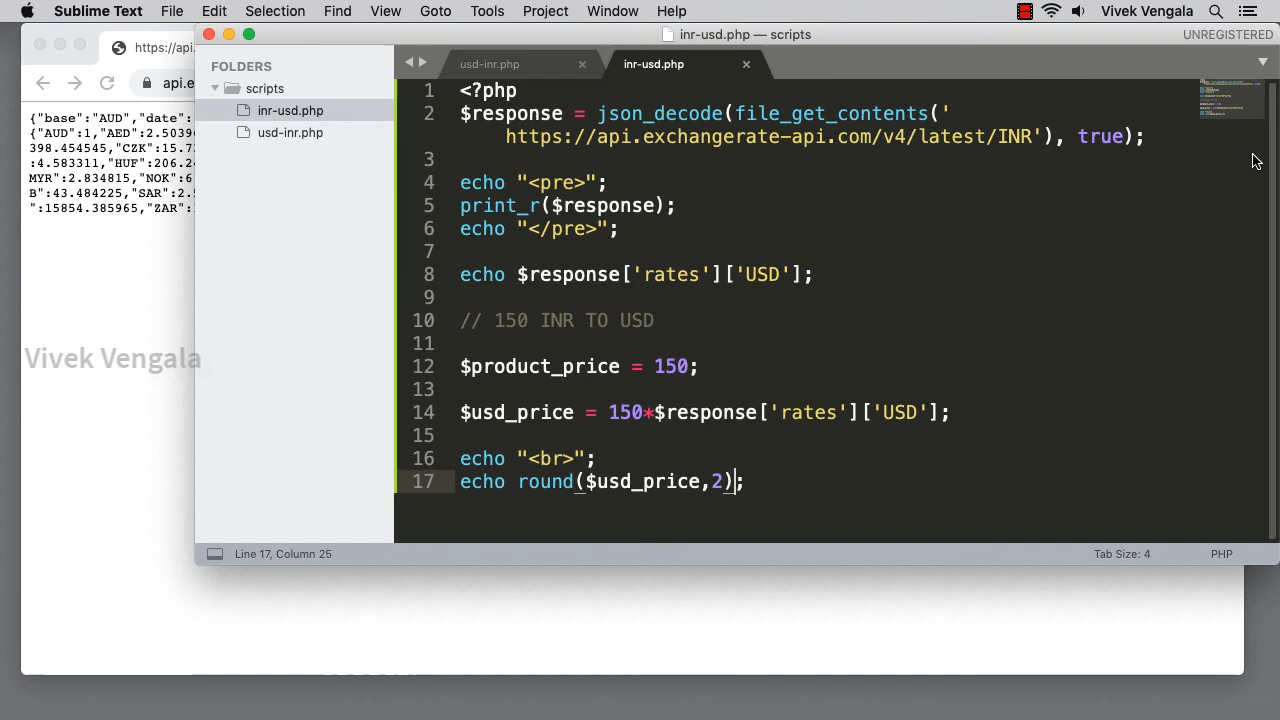 Sublime Text File Edit Selection Find View Goto Tools Project Window Help Vivek Vengala
inr-usd.php — scripts UNREGISTERED
https://api.
api.e
FOLDERS
scripts
inr-usd.php
usd-inr.php
usd-inr.php inr-usd.php
{"base":"AUD","date":
{"AUD":1,"AED":2.5039
398.454545,"CZK":15.7
:4.583311,"HUF":206.2
MYR":2.834815,"NOK":6
B":43.484225,"SAR":2.
":15854.385965,"ZAR":
Vivek Vengala
1 <?php
2 $response = json_decode(file_get_contents('
https://api.exchangerate-api.com/v4/latest/INR'), true);
3
4 echo "<pre>";
5 print_r($response);
6 echo "</pre>";
7
8 echo $response['rates']['USD'];
9
10 // 150 INR TO USD
11
12 $product_price = 150;
13
14 $usd_price = 150*$response['rates']['USD'];
15
16 echo "<br>";
17 echo round($usd_price,2);
Line 17, Column 25 Tab Size: 4 PHP